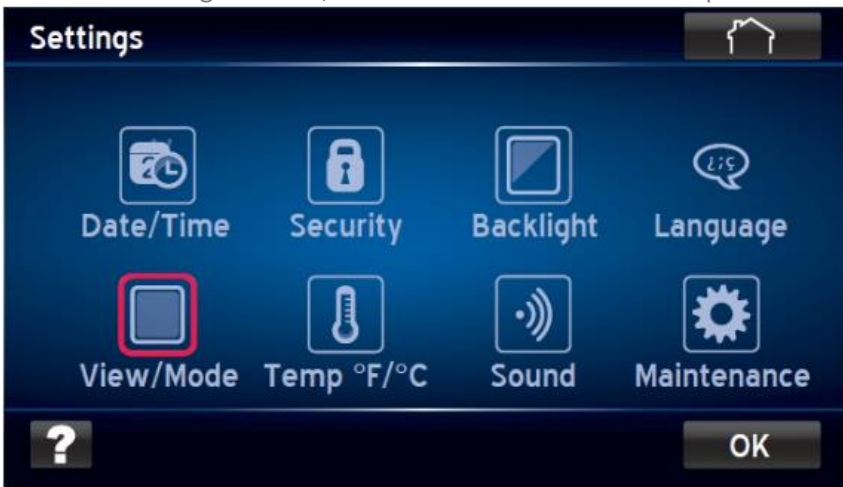 Settings
Date/Time Security Backlight Language
View/Mode Temp °F/°C Sound Maintenance
? OK